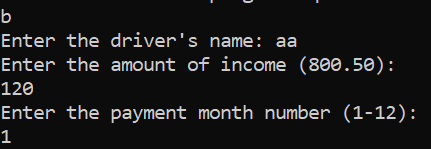 b
Enter the driver's name: aa
Enter the amount of income (800.50):
120
Enter the payment month number (1-12):
1